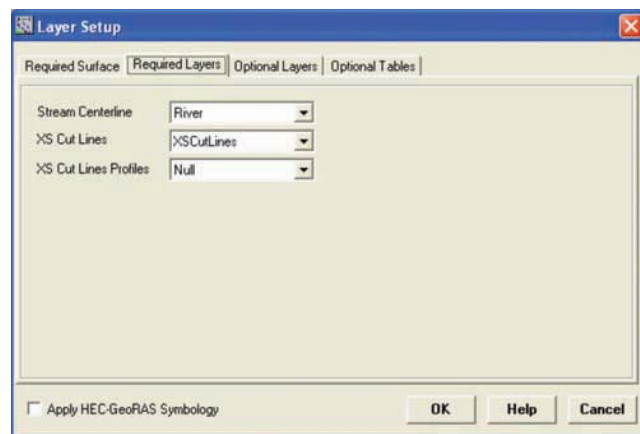 Layer Setup
Required Surface Required Layers Optional Layers Optional Tables
Stream Centerline River
XS Cut Lines XSCutLines
XS Cut Lines Profiles Null
Apply HEC-GeoRAS Symbology OK Help Cancel